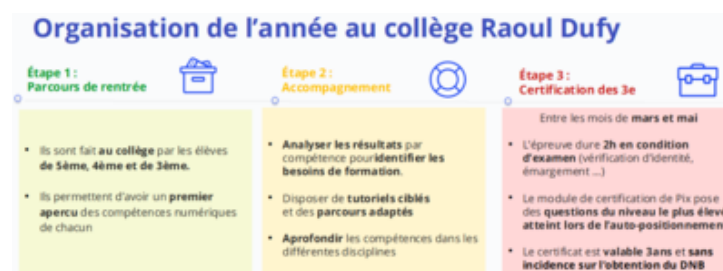 Organisation de l'année au collège Raoul Dufy
Étape 1 :
Parcours de rentrée
Étape 2 :
Accompagnement
Étape 3 :
Certification des 3e
• Ils sont fait au collège par les élèves
de 5ème, 4ème et de 3ème.
• Ils permettent d'avoir un premier
apercu des compétences numériques
de chacun
• Analyser les résultats par
compétence pouridentifier les
besoins de formation.
• Disposer de tutoriels ciblés
et des parcours adaptés
• Aprofondir les compétences dans les
différentes disciplines
Entre les mois de mars et mai
• L'épreuve dure 2h en condition
d'examen (vérification d'identité,
émargement ...)
• Le module de certification de Pix pose
des questions du niveau le plus élevé
atteint lors de l'auto-positionnement
• Le certificat est valable 3ans et sans
incidence sur l'obtention du DNB